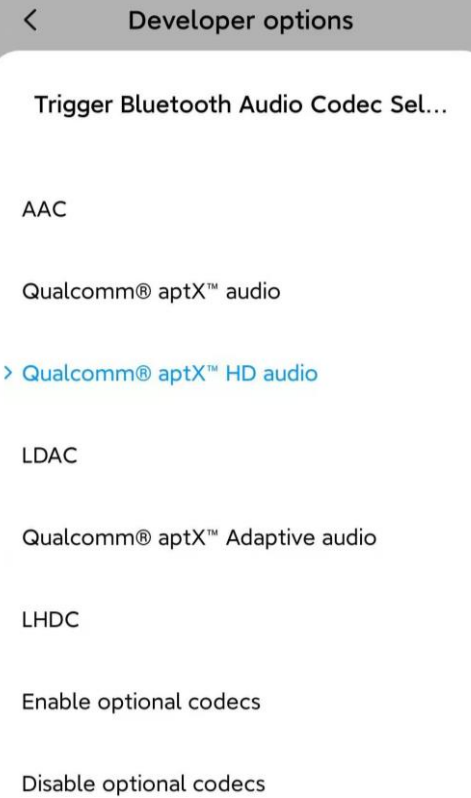 Developer options
Trigger Bluetooth Audio Codec Sel...
AAC
Qualcomm® aptX™ audio
Qualcomm® aptX™ HD audio
LDAC
Qualcomm® aptX™ Adaptive audio
LHDC
Enable optional codecs
Disable optional codecs